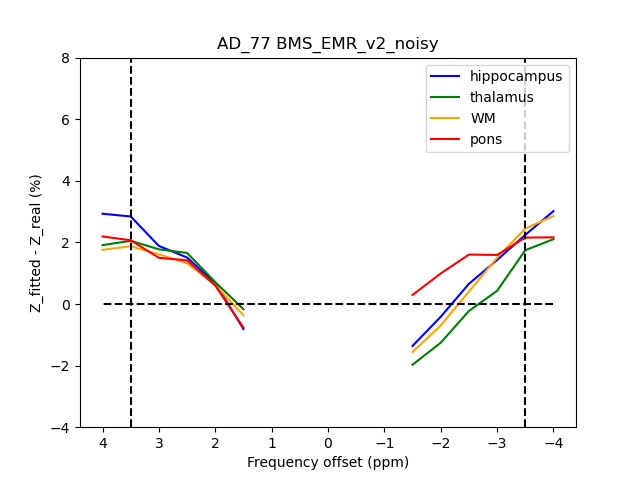 AD_77 BMS_EMR_v2_noisy
Z_fitted - Z_real (%)
8
6
4
2
0
−2
−4
hippocampus
thalamus
WM
pons
4 3 2 1 0 −1 −2 −3 −4
Frequency offset (ppm)